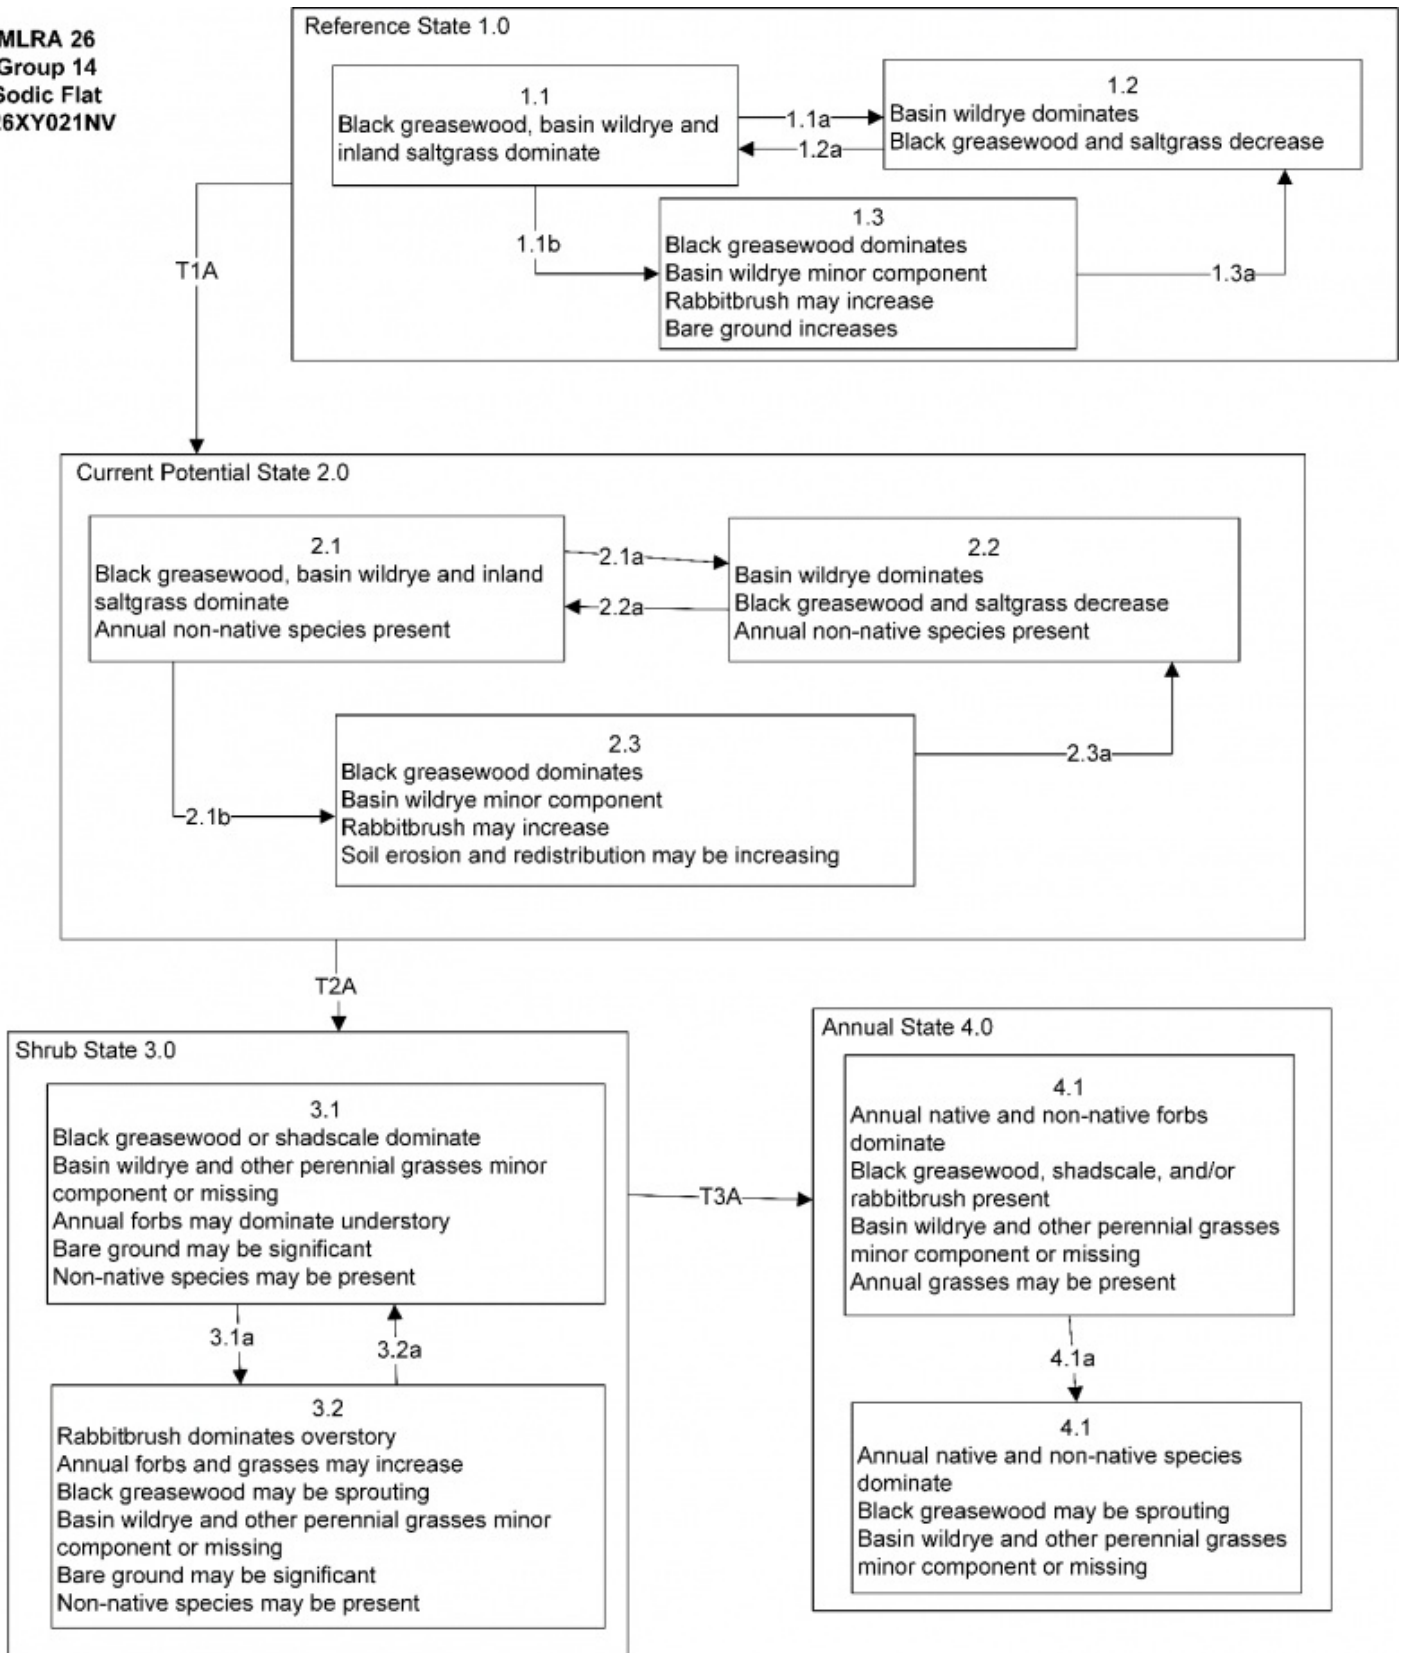 MLRA 26
Group 14
Sodic Flat
26XY021NV
Reference State 1.0
1.1
Black greasewood, basin wildrye and
inland saltgrass dominate
1.1a
1.2a
1.2
Basin wildrye dominates
Black greasewood and saltgrass decrease
1.1b
1.3
Black greasewood dominates
Basin wildrye minor component
Rabbitbrush may increase
Bare ground increases
1.3a
T1A
Current Potential State 2.0
2.1
Black greasewood, basin wildrye and inland
saltgrass dominate
Annual non-native species present
2.1a
2.2a
2.2
Basin wildrye dominates
Black greasewood and saltgrass decrease
Annual non-native species present
2.1b
2.3
Black greasewood dominates
Basin wildrye minor component
Rabbitbrush may increase
Soil erosion and redistribution may be increasing
2.3a
T2A
Shrub State 3.0
3.1
Black greasewood or shadscale dominate
Basin wildrye and other perennial grasses minor
component or missing
Annual forbs may dominate understory
Bare ground may be significant
Non-native species may be present
3.1a
3.2a
3.2
Rabbitbrush dominates overstory
Annual forbs and grasses may increase
Black greasewood may be sprouting
Basin wildrye and other perennial grasses minor
component or missing
Bare ground may be significant
Non-native species may be present
T3A
Annual State 4.0
4.1
Annual native and non-native forbs
dominate
Black greasewood, shadscale, and/or
rabbitbrush present
Basin wildrye and other perennial grasses
minor component or missing
Annual grasses may be present
4.1a
4.1
Annual native and non-native species
dominate
Black greasewood may be sprouting
Basin wildrye and other perennial grasses
minor component or missing